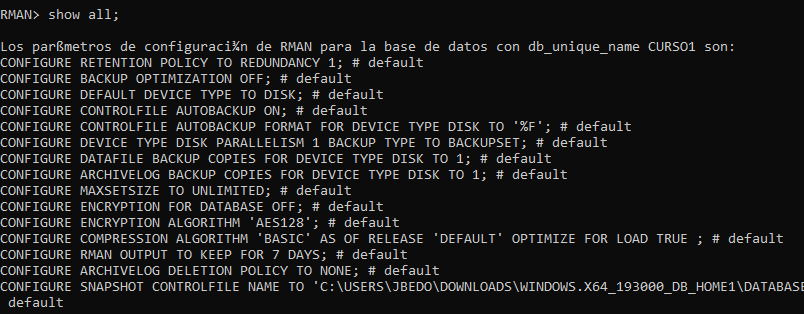 RMAN> show all;
Los parßmetros de configuraci¾n de RMAN para la base de datos con db_unique_name CURSO1 son:
CONFIGURE RETENTION POLICY TO REDUNDANCY 1; # default
CONFIGURE BACKUP OPTIMIZATION OFF; # default
CONFIGURE DEFAULT DEVICE TYPE TO DISK; # default
CONFIGURE CONTROLFILE AUTOBACKUP ON; # default
CONFIGURE CONTROLFILE AUTOBACKUP FORMAT FOR DEVICE TYPE DISK TO '%F'; # default
CONFIGURE DEVICE TYPE DISK PARALLELISM 1 BACKUP TYPE TO BACKUPSET; # default
CONFIGURE DATAFILE BACKUP COPIES FOR DEVICE TYPE DISK TO 1; # default
CONFIGURE ARCHIVELOG BACKUP COPIES FOR DEVICE TYPE DISK TO 1; # default
CONFIGURE MAXSETSIZE TO UNLIMITED; # default
CONFIGURE ENCRYPTION FOR DATABASE OFF; # default
CONFIGURE ENCRYPTION ALGORITHM 'AES128'; # default
CONFIGURE COMPRESSION ALGORITHM 'BASIC' AS OF RELEASE 'DEFAULT' OPTIMIZE FOR LOAD TRUE ; # default
CONFIGURE RMAN OUTPUT TO KEEP FOR 7 DAYS; # default
CONFIGURE ARCHIVELOG DELETION POLICY TO NONE; # default
CONFIGURE SNAPSHOT CONTROLFILE NAME TO 'C:\USERS\JBEDO\DOWNLOADS\WINDOWS.X64_193000_DB_HOME1\DATABASE
default